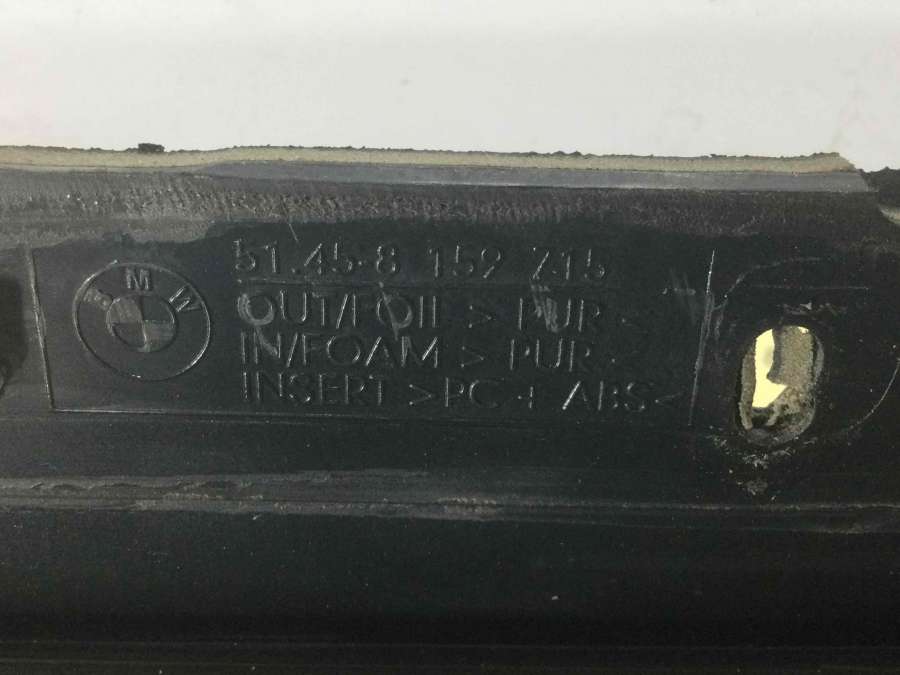 BMW
51.45-8 159 715
OUT/FOIL > PUR <
IN/FOAM > PUR <
INSERT >PC + ABS<